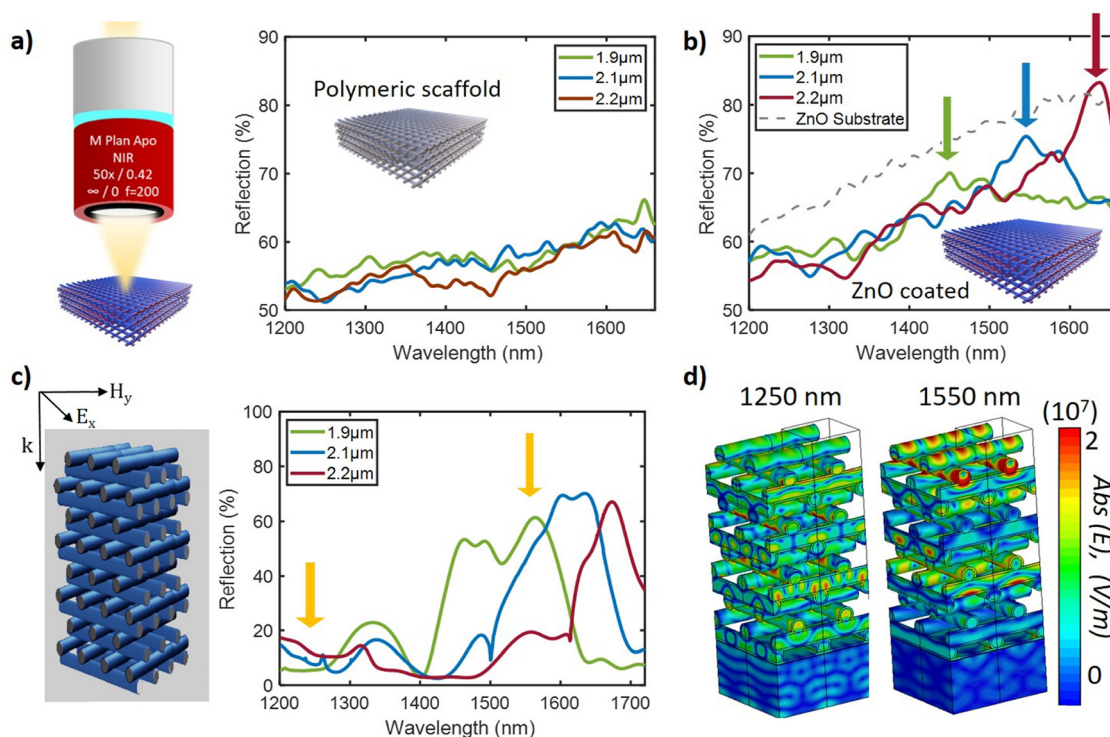 a)
M Plan Apo
NIR
50x / 0.42
∞ / 0 f=200
90
80
70
60
50
Reflection (%)
1200
1300
1400
1500
1600
Wavelength (nm)
Polymeric scaffold
1.9µm
2.1µm
2.2µm
b)
90
80
70
60
50
Reflection (%)
1200
1300
1400
1500
1600
Wavelength (nm)
1.9µm
2.1µm
2.2µm
ZnO Substrate
ZnO coated
c)
Hy
Ex
k
100
80
60
40
20
0
Reflection (%)
1200
1300
1400
1500
1600
1700
Wavelength (nm)
1.9µm
2.1µm
2.2µm
d)
1250 nm
1550 nm
(10⁷)
2
0
Abs (E), (V/m)